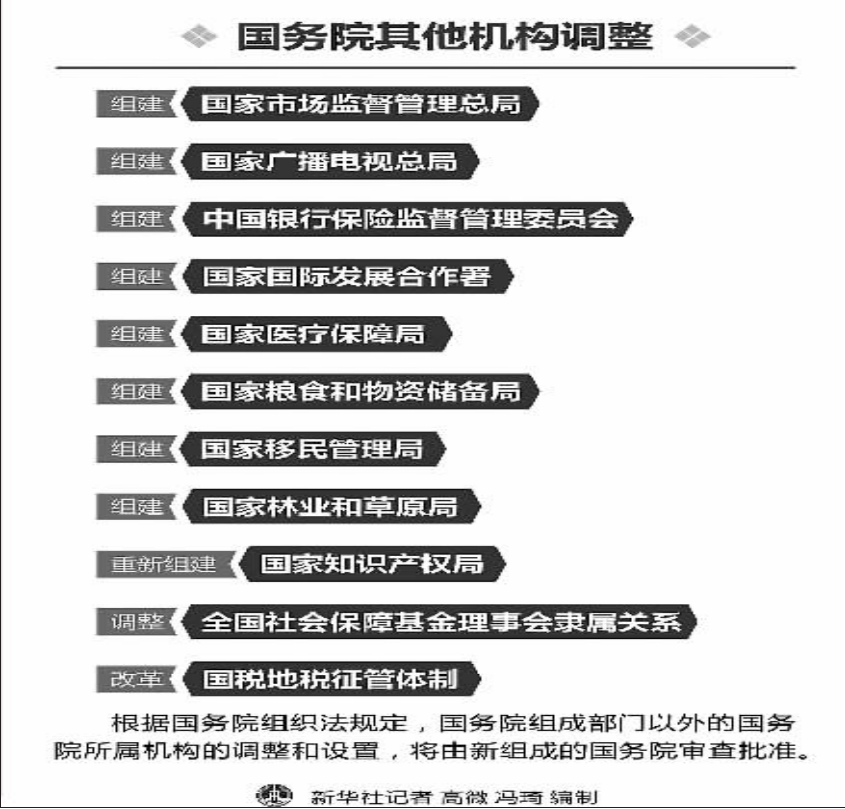 国务院其他机构调整
组建 国家市场监督管理总局
组建 国家广播电视总局
组建 中国银行保险监督管理委员会
组建 国家国际发展合作署
组建 国家医疗保障局
组建 国家粮食和物资储备局
组建 国家移民管理局
组建 国家林业和草原局
重新组建 国家知识产权局
调整 全国社会保障基金理事会隶属关系
改革 国税地税征管体制
根据国务院组织法规定，国务院组成部门以外的国务
院所属机构的调整和设置，将由新组成的国务院审查批准。
新华社记者 高微 冯琦 编制